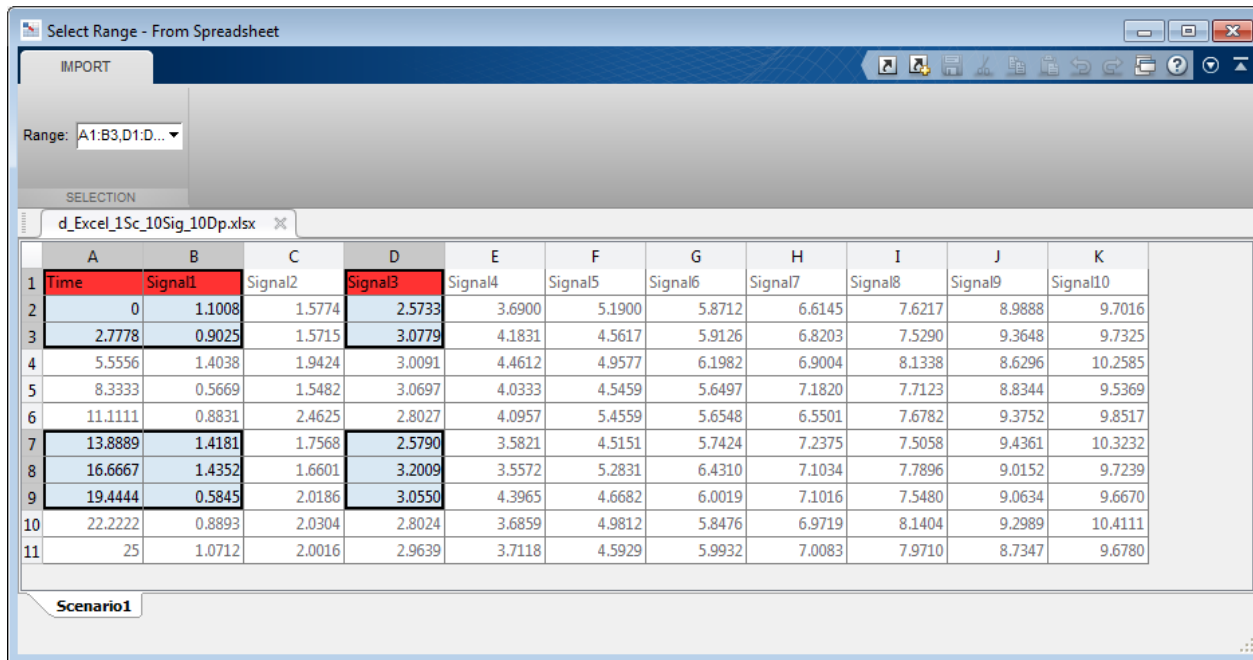 Select Range - From Spreadsheet
IMPORT
Range: A1:B3,D1:D...
SELECTION
d_Excel_1Sc_10Sig_10Dp.xlsx
A B C D E F G H I J K
1 Time Signal1 Signal2 Signal3 Signal4 Signal5 Signal6 Signal7 Signal8 Signal9 Signal10
2 0 1.1008 1.5774 2.5733 3.6900 5.1900 5.8712 6.6145 7.6217 8.9888 9.7016
3 2.7778 0.9025 1.5715 3.0779 4.1831 4.5617 5.9126 6.8203 7.5290 9.3648 9.7325
4 5.5556 1.4038 1.9424 3.0091 4.4612 4.9577 6.1982 6.9004 8.1338 8.6296 10.2585
5 8.3333 0.5669 1.5482 3.0697 4.0333 4.5459 5.6497 7.1820 7.7123 8.8344 9.5369
6 11.1111 0.8831 2.4625 2.8027 4.0957 5.4559 5.6548 6.5501 7.6782 9.3752 9.8517
7 13.8889 1.4181 1.7568 2.5790 3.5821 4.5151 5.7424 7.2375 7.5058 9.4361 10.3232
8 16.6667 1.4352 1.6601 3.2009 3.5572 5.2831 6.4310 7.1034 7.7896 9.0152 9.7239
9 19.4444 0.5845 2.0186 3.0550 4.3965 4.6682 6.0019 7.1016 7.5480 9.0634 9.6670
10 22.2222 0.8893 2.0304 2.8024 3.6859 4.9812 5.8476 6.9719 8.1404 9.2989 10.4111
11 25 1.0712 2.0016 2.9639 3.7118 4.5929 5.9932 7.0083 7.9710 8.7347 9.6780
Scenario1